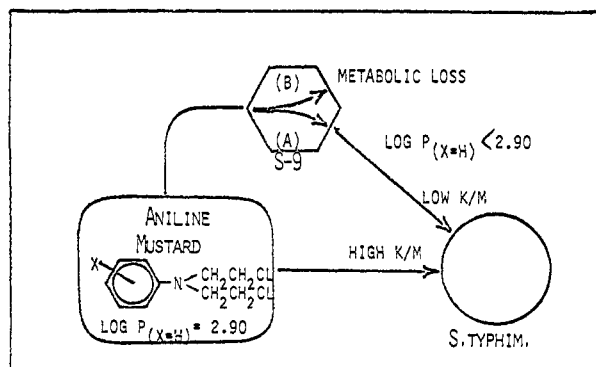 (B)
METABOLIC LOSS
(A)
S-9
LOG P(X=H) <2.90
LOW K/M
ANILINE
MUSTARD
HIGH K/M
X
N
CH2CH2CL
CH2CH2CL
LOG P(X=H) = 2.90
S.TYPHIM.